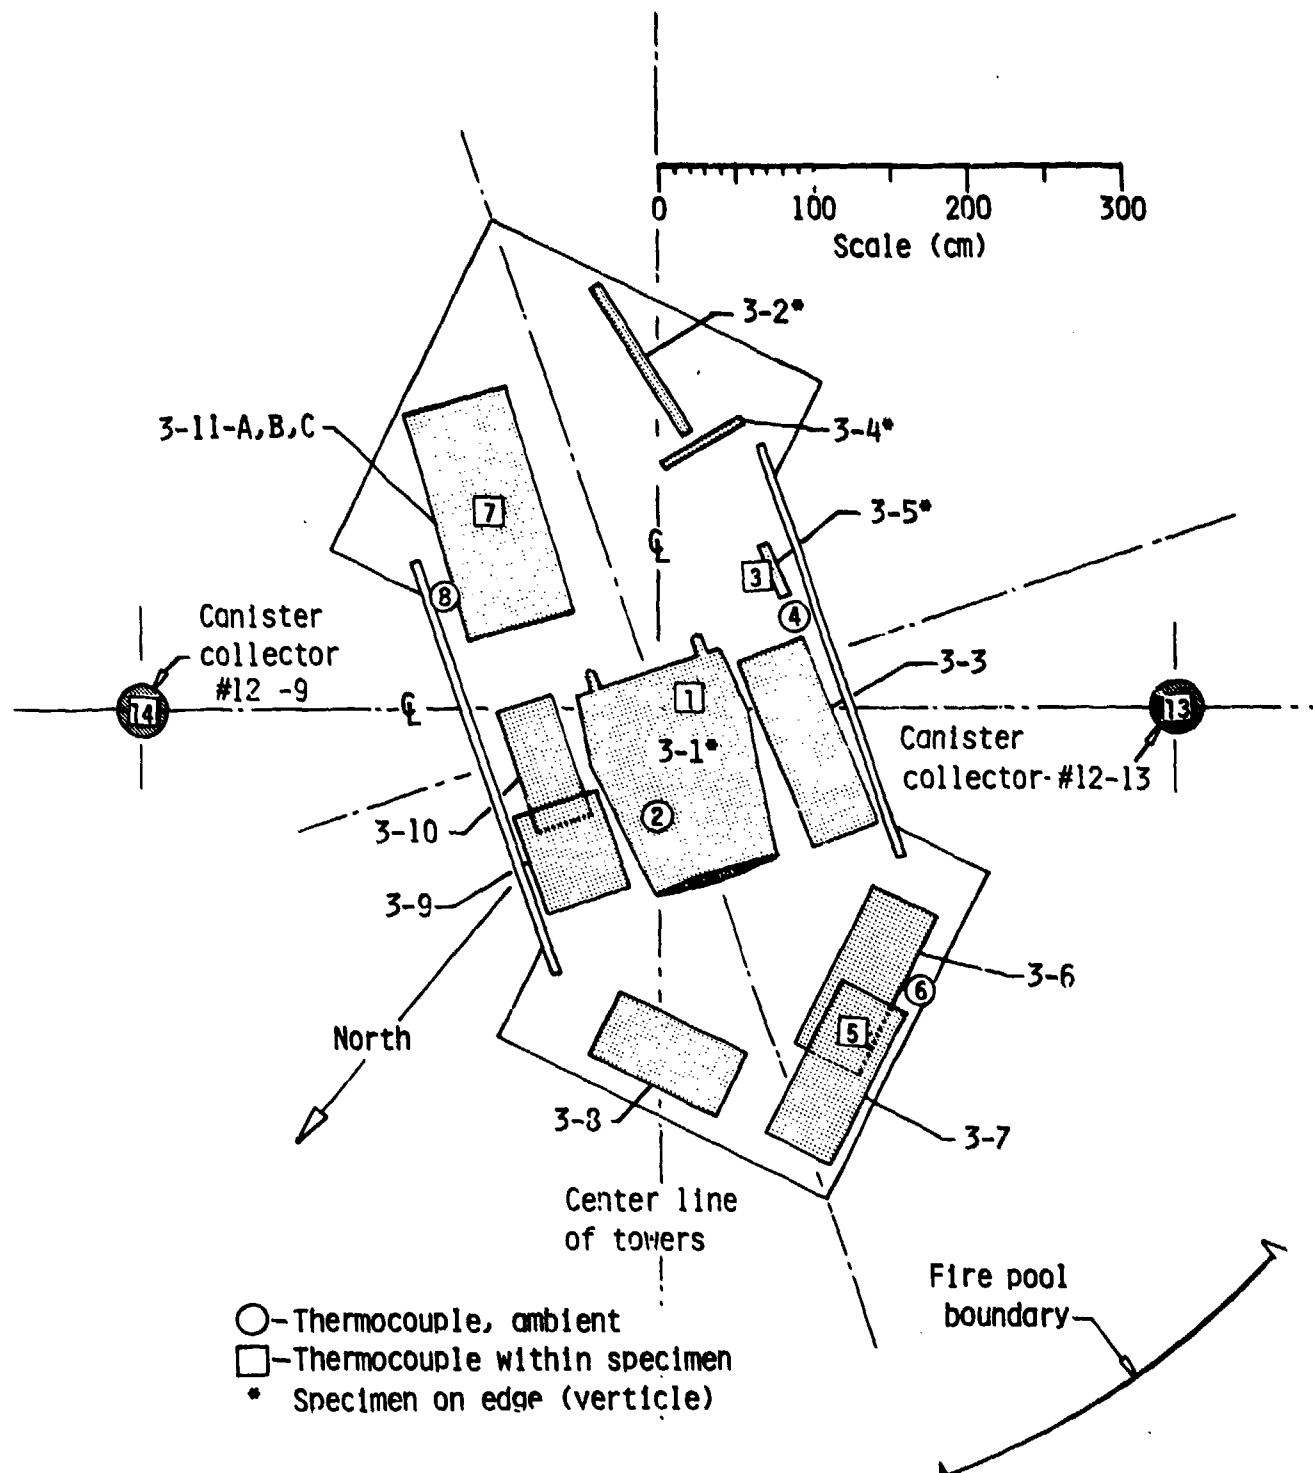 0 100 200 300
Scale (cm)
3-2*
3-11-A,B,C
3-4*
7
3-5*
℄
3
8
4
Canister
collector
#12 -9
3-3
1
14
℄
13
3-1*
Canister
collector #12-13
2
3-10
3-9
3-6
6
5
North
3-8
3-7
Center line
of towers
Fire pool
boundary
○-Thermocouple, ambient
□-Thermocouple within specimen
* Specimen on edge (verticle)